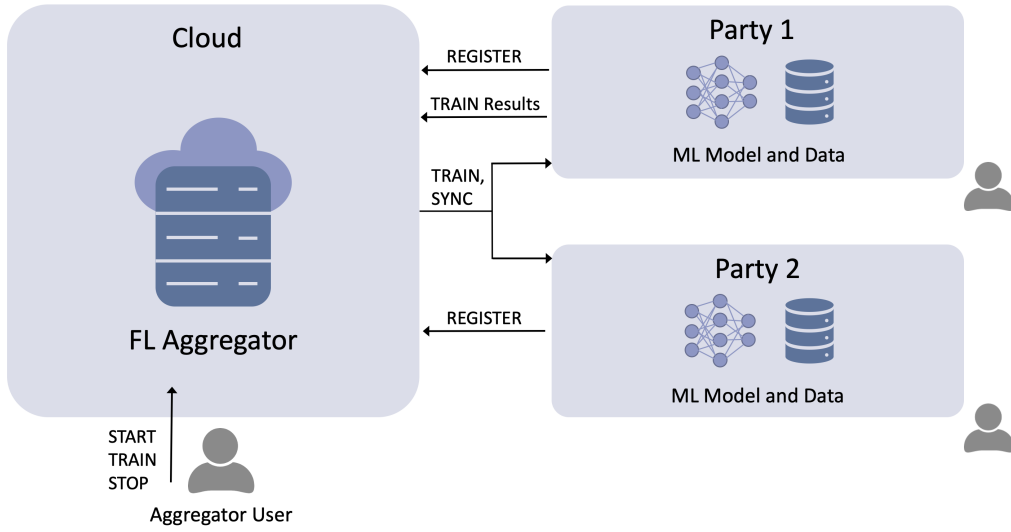 Cloud
FL Aggregator
START
TRAIN
STOP
Aggregator User
REGISTER
TRAIN Results
TRAIN,
SYNC
REGISTER
Party 1
ML Model and Data
Party 2
ML Model and Data